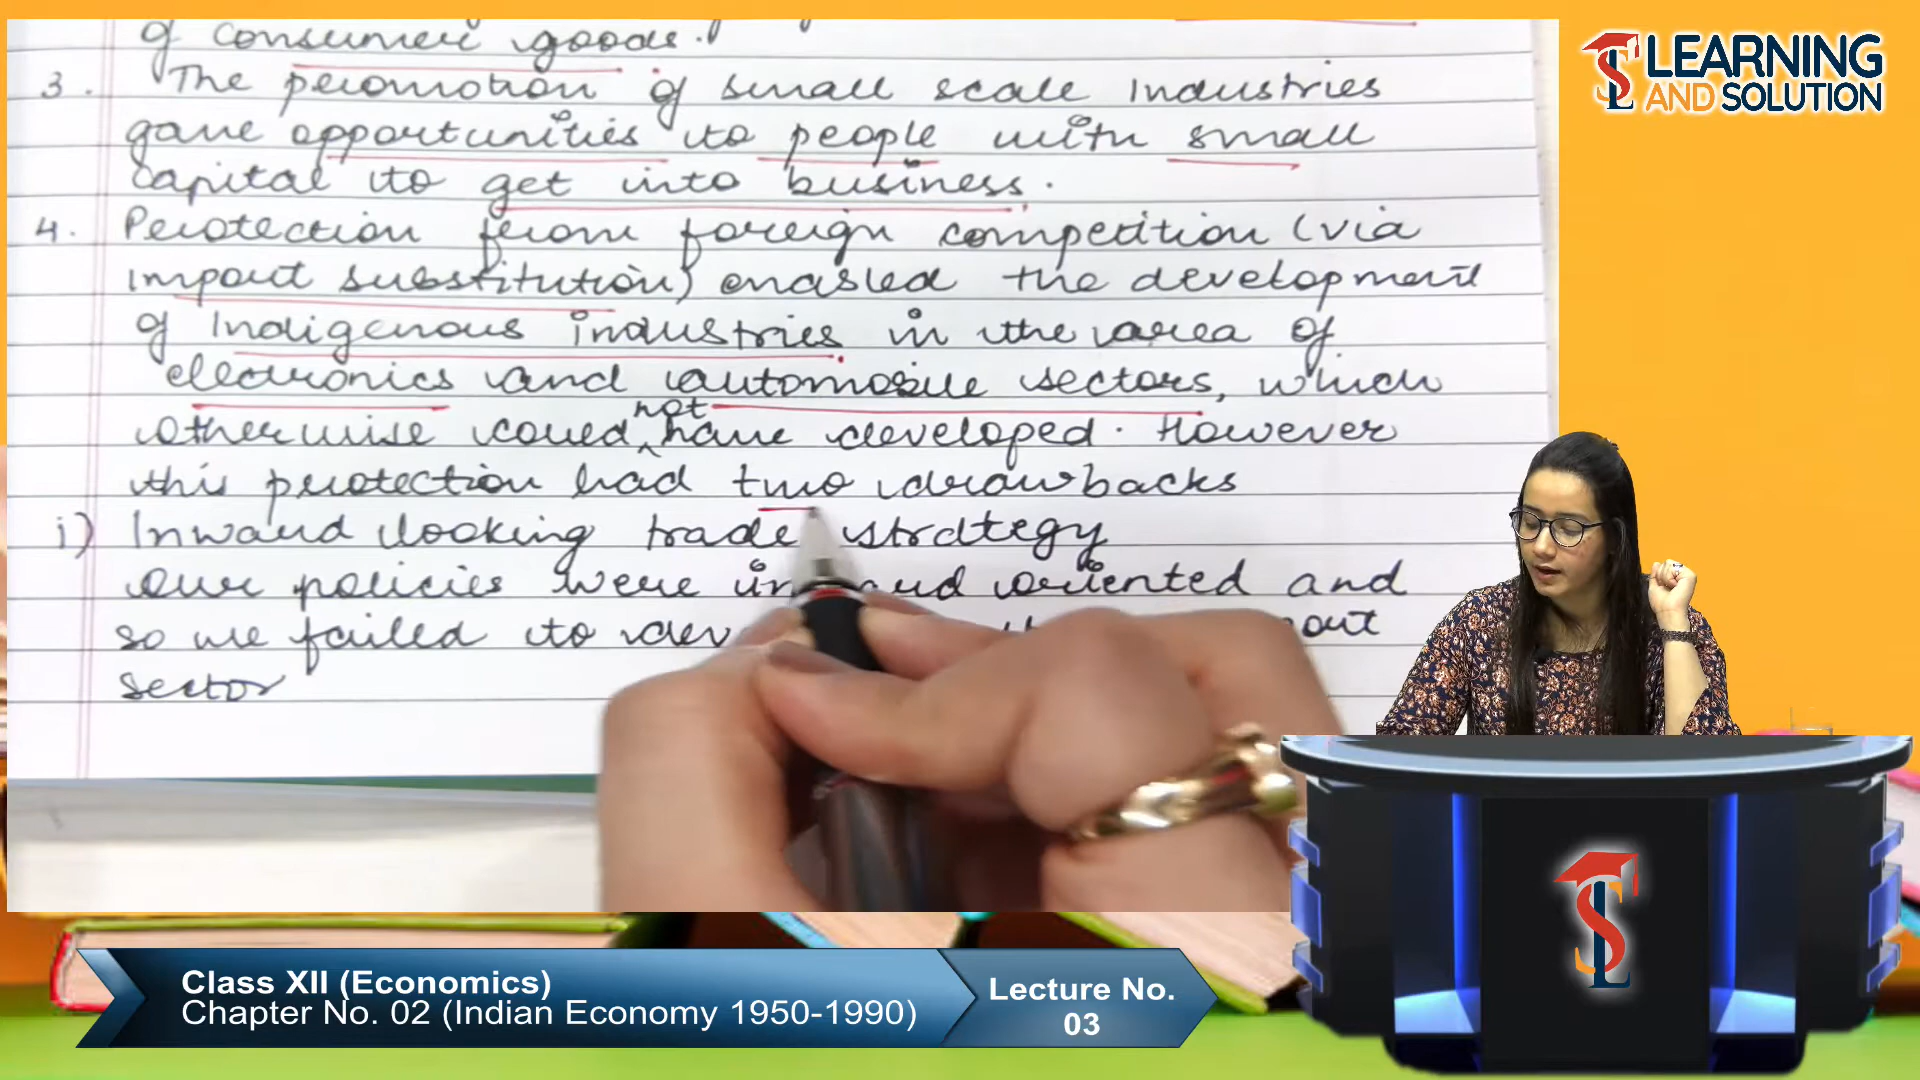 of consumer goods.
3. The promotion of small scale Industries
gave opportunities to people with small
capital to get into business.
4. Protection from foreign competition (via
import substitution) enabled the development
of Indigenous industries in the area of
electronics and automobile sectors, which
otherwise could not have developed. However
this protection had two drawbacks
i) Inward looking trade strategy
our policies were oriented and
so we failed to
sector
LEARNING
AND SOLUTION
Class XII (Economics)
Chapter No. 02 (Indian Economy 1950-1990)
Lecture No.
03